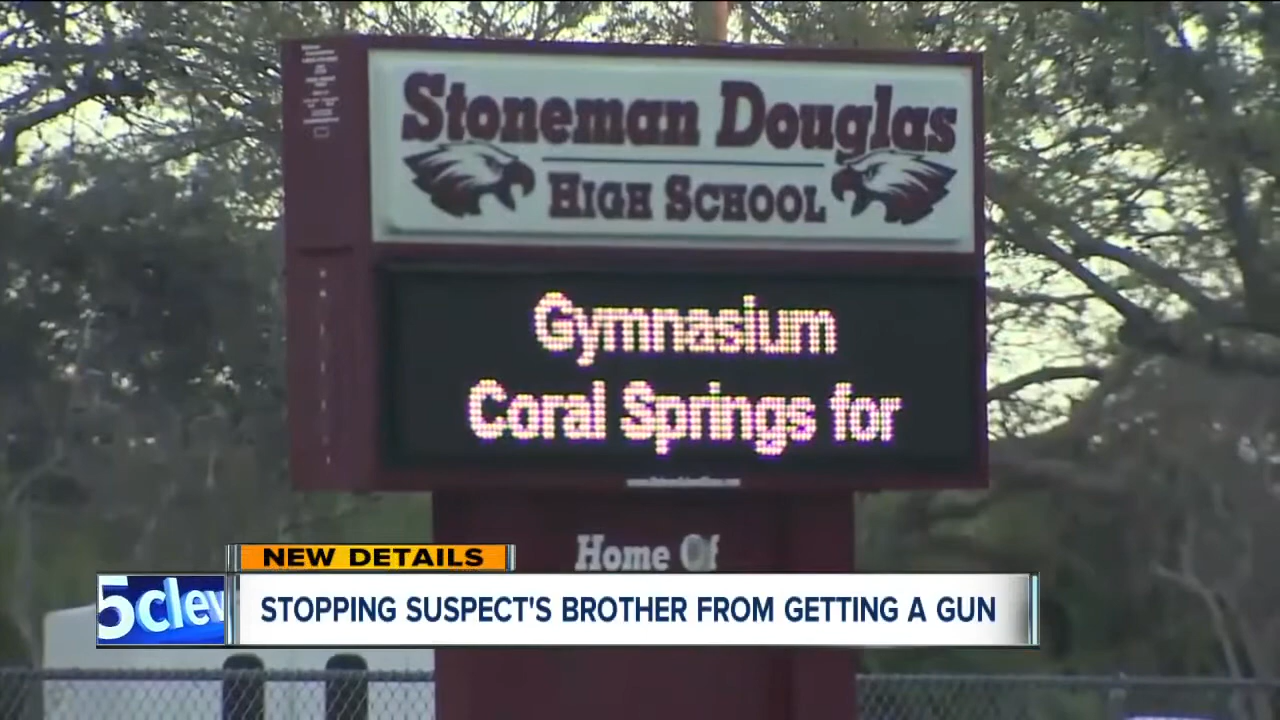 Stoneman Douglas
HIGH SCHOOL
Gymnasium
Coral Springs for
Home Of
NEW DETAILS
5clev
STOPPING SUSPECT'S BROTHER FROM GETTING A GUN